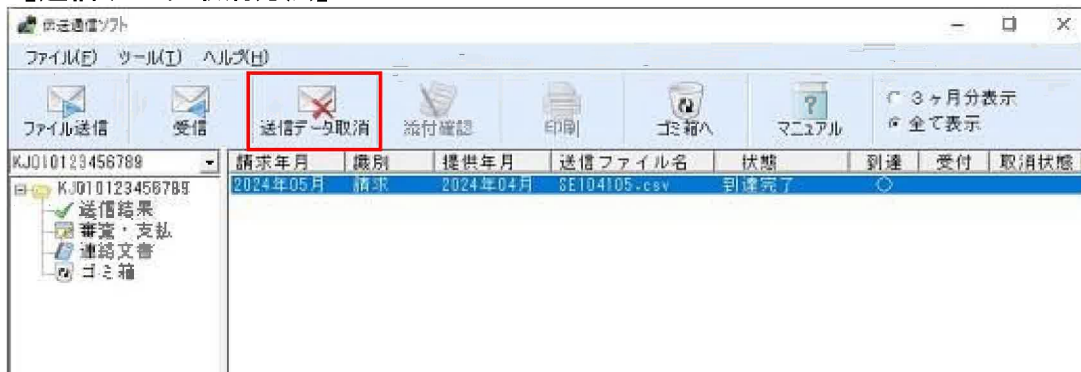 伝送通信ソフト
ファイル(F) ツール(T) ヘルプ(H)
ファイル送信 受信 送信データ取消 添付確認 印刷 ゴミ箱へ マニュアル
3ヶ月分表示
全て表示
KJ0101234567889
請求年月 識別 提供年月 送信ファイル名 状態 到達 受付 取消状態
KJ010123456789
2024年05月 請求 2024年04月 SE104105.csv 到達完了 ○
送信結果
審査・支払
連絡文書
ゴミ箱